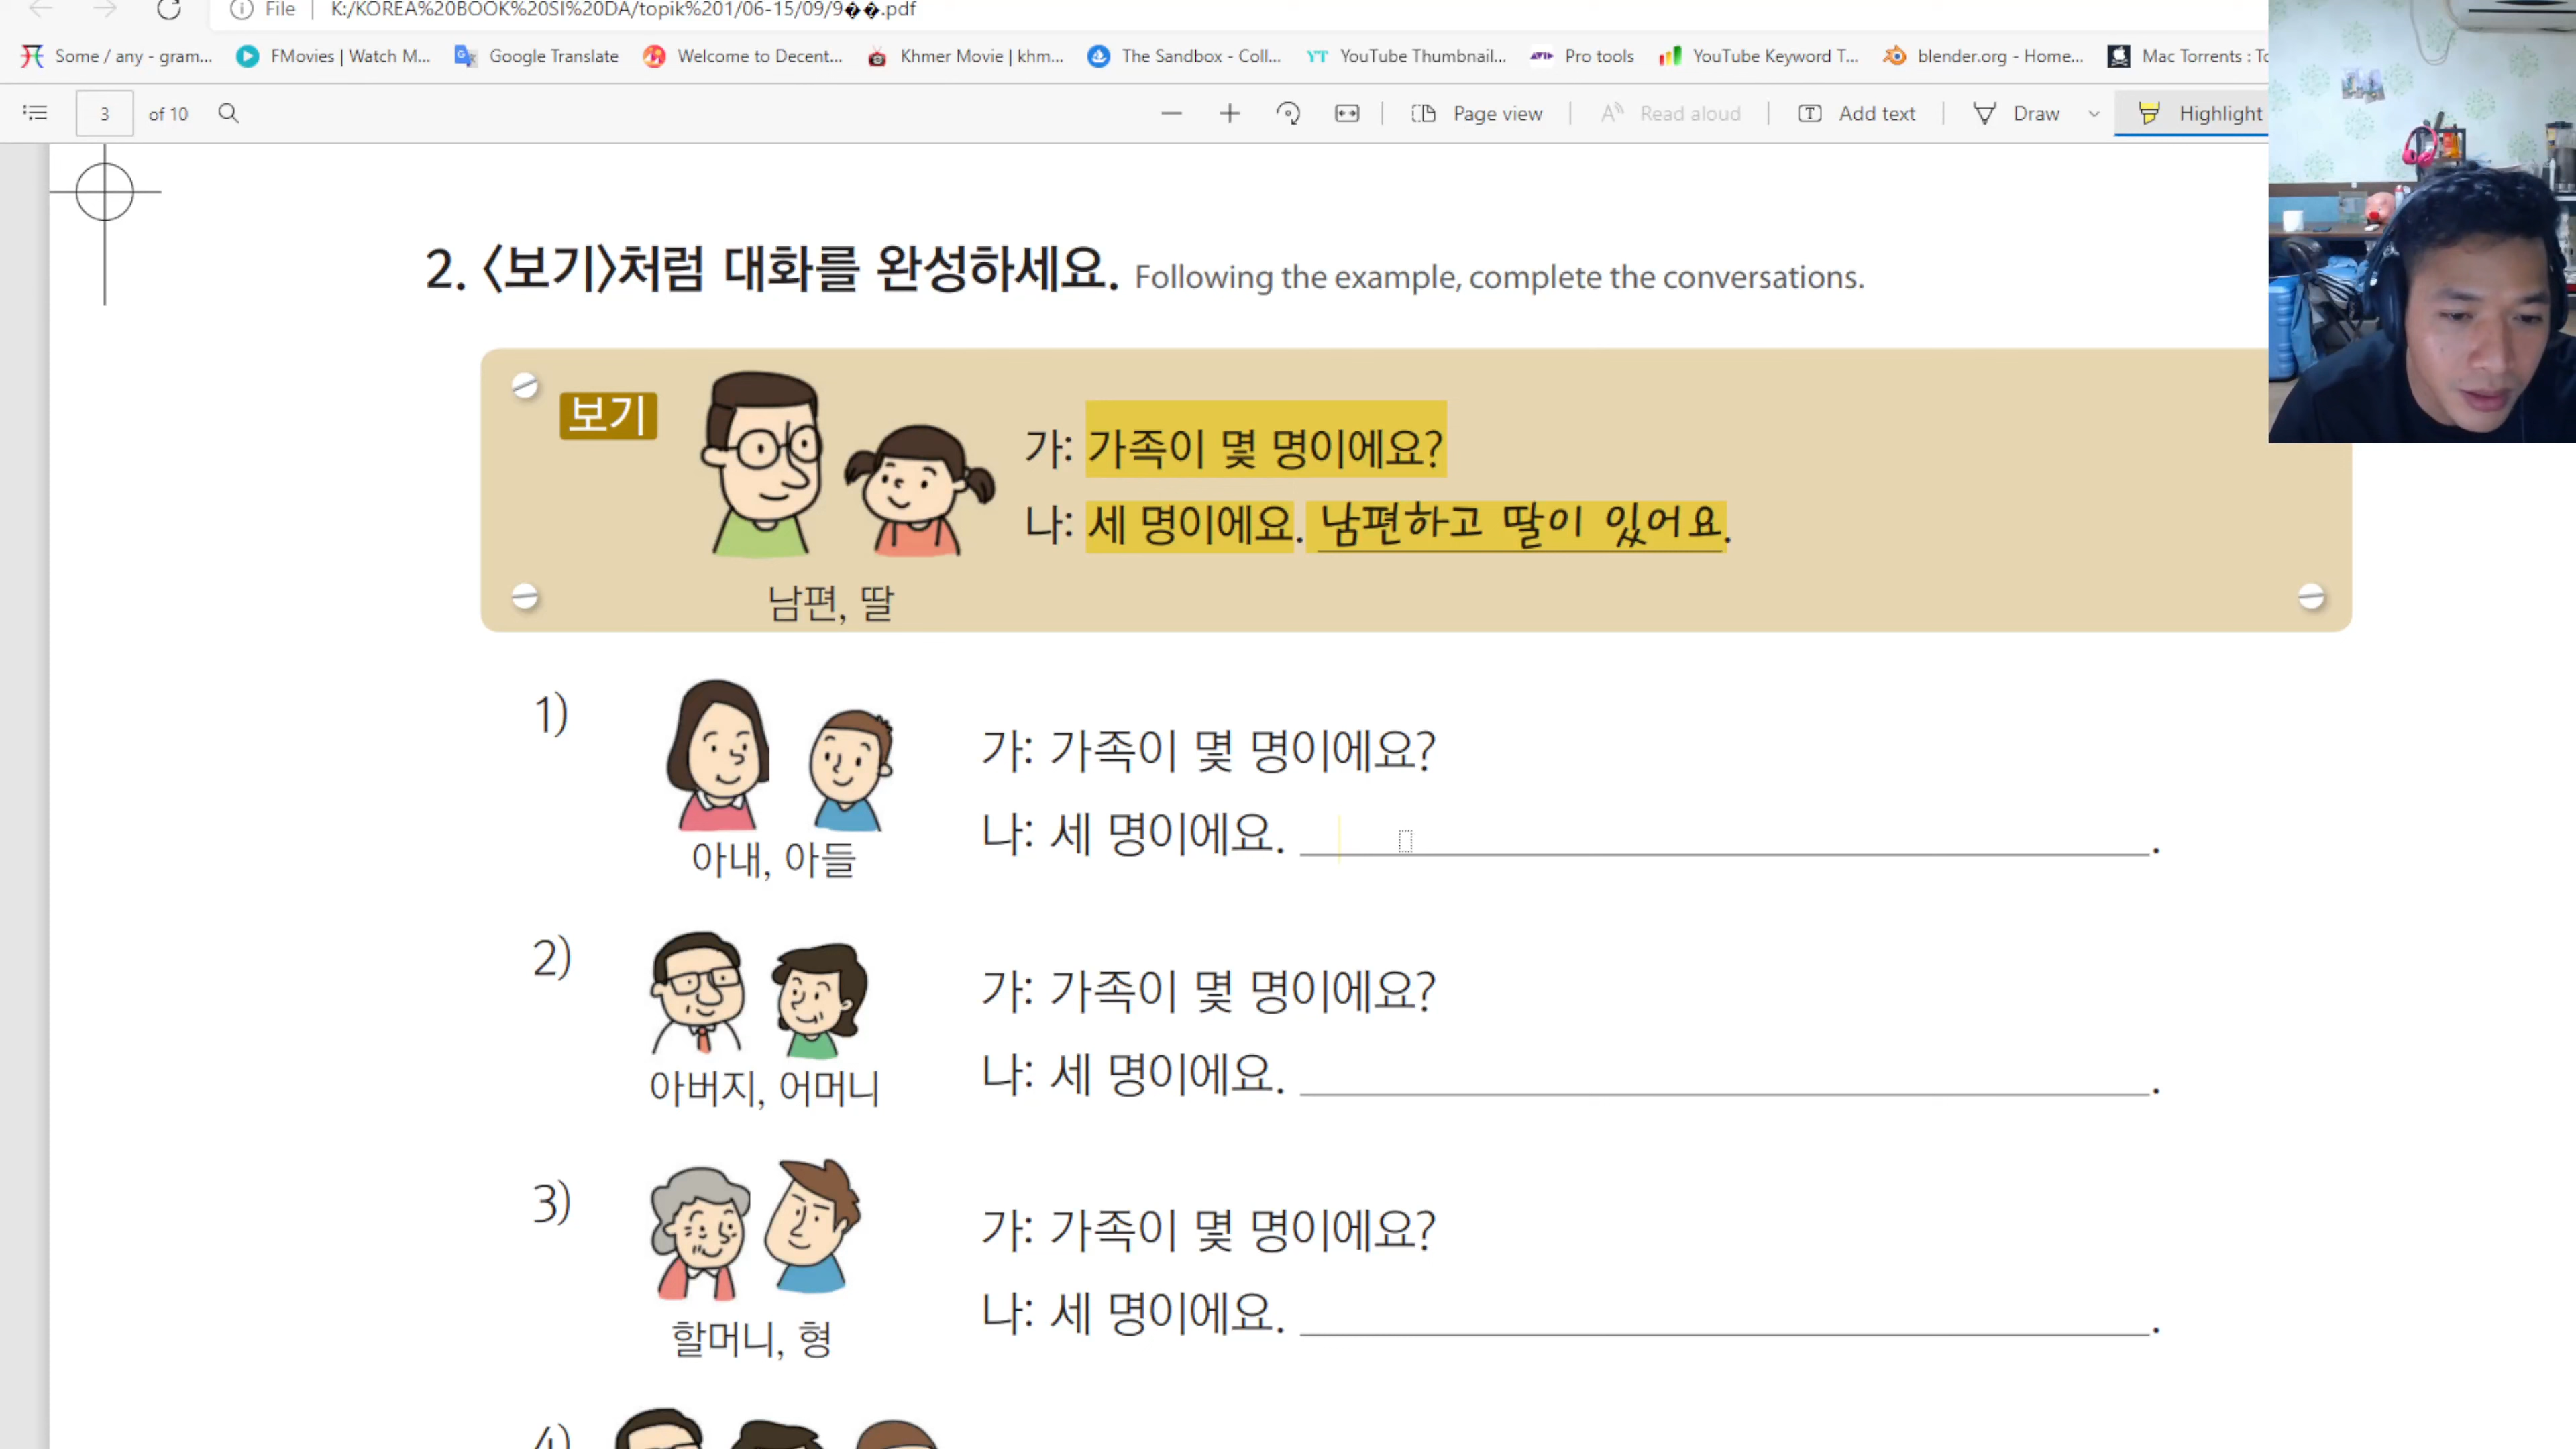 File | K:/KOREA%20BOOK%20SI%20DA/topik%201/06-15/09/9��.pdf
Some / any - gram... FMovies | Watch M... Google Translate Welcome to Decent... Khmer Movie | khm... The Sandbox - Coll... YT YouTube Thumbnail... AVID Pro tools YouTube Keyword T... blender.org - Home... Mac Torrents : To
3 of 10 Page view Read aloud Add text Draw Highlight
2. 〈보기〉처럼 대화를 완성하세요. Following the example, complete the conversations.
보기
가: 가족이 몇 명이에요?
나: 세 명이에요. 남편하고 딸이 있어요.
남편, 딸
1)
가: 가족이 몇 명이에요?
나: 세 명이에요. .
아내, 아들
2)
가: 가족이 몇 명이에요?
나: 세 명이에요. .
아버지, 어머니
3)
가: 가족이 몇 명이에요?
나: 세 명이에요. .
할머니, 형
4)